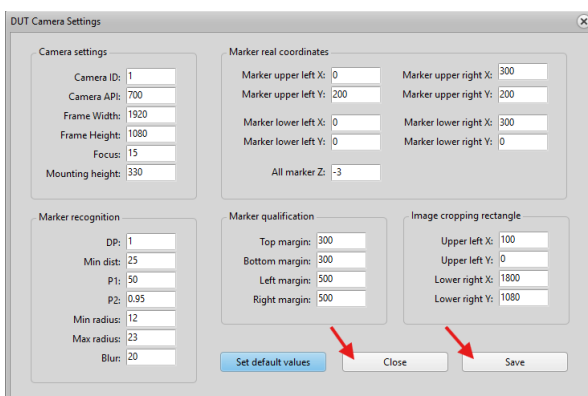 DUT Camera Settings
Camera settings
Camera ID: 1
Camera API: 700
Frame Width: 1920
Frame Height: 1080
Focus: 15
Mounting height: 330
Marker real coordinates
Marker upper left X: 0 Marker upper right X: 300
Marker upper left Y: 200 Marker upper right Y: 200
Marker lower left X: 0 Marker lower right X: 300
Marker lower left Y: 0 Marker lower right Y: 0
All marker Z: -3
Marker recognition
DP: 1
Min dist: 25
P1: 50
P2: 0.95
Min radius: 12
Max radius: 23
Blur: 20
Marker qualification
Top margin: 300
Bottom margin: 300
Left margin: 500
Right margin: 500
Image cropping rectangle
Upper left X: 100
Upper left Y: 0
Lower right X: 1800
Lower right Y: 1080
Set default values Close Save